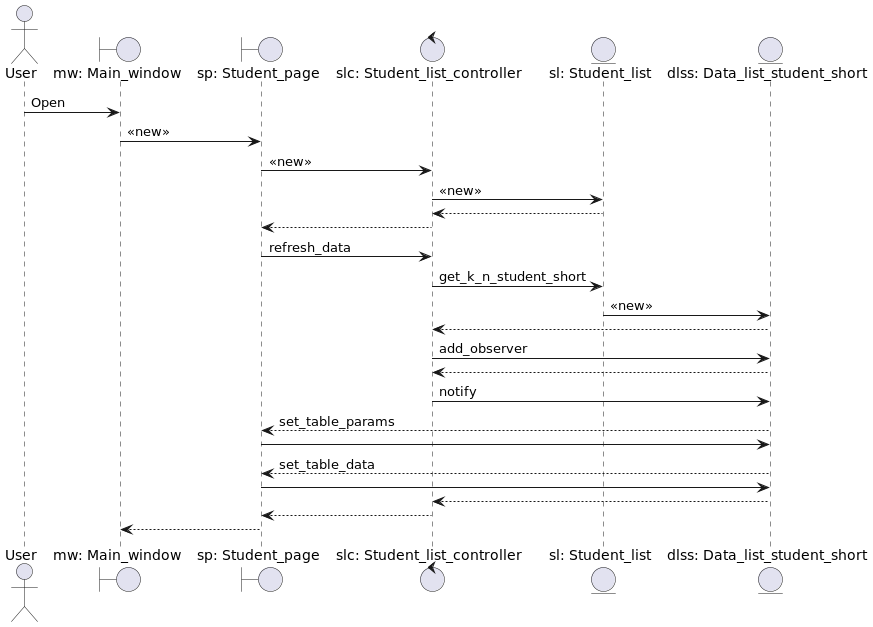 User mw: Main_window sp: Student_page slc: Student_list_controller sl: Student_list dlss: Data_list_student_short
Open
«new»
«new»
«new»
refresh_data
get_k_n_student_short
«new»
add_observer
notify
set_table_params
set_table_data
User mw: Main_window sp: Student_page slc: Student_list_controller sl: Student_list dlss: Data_list_student_short